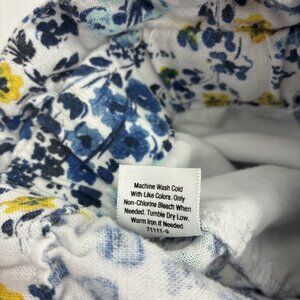 Machine Wash Cold
With Like Colors. Only
Non-Chlorine Bleach When
Needed. Tumble Dry Low.
Warm Iron If Needed.
71111-9